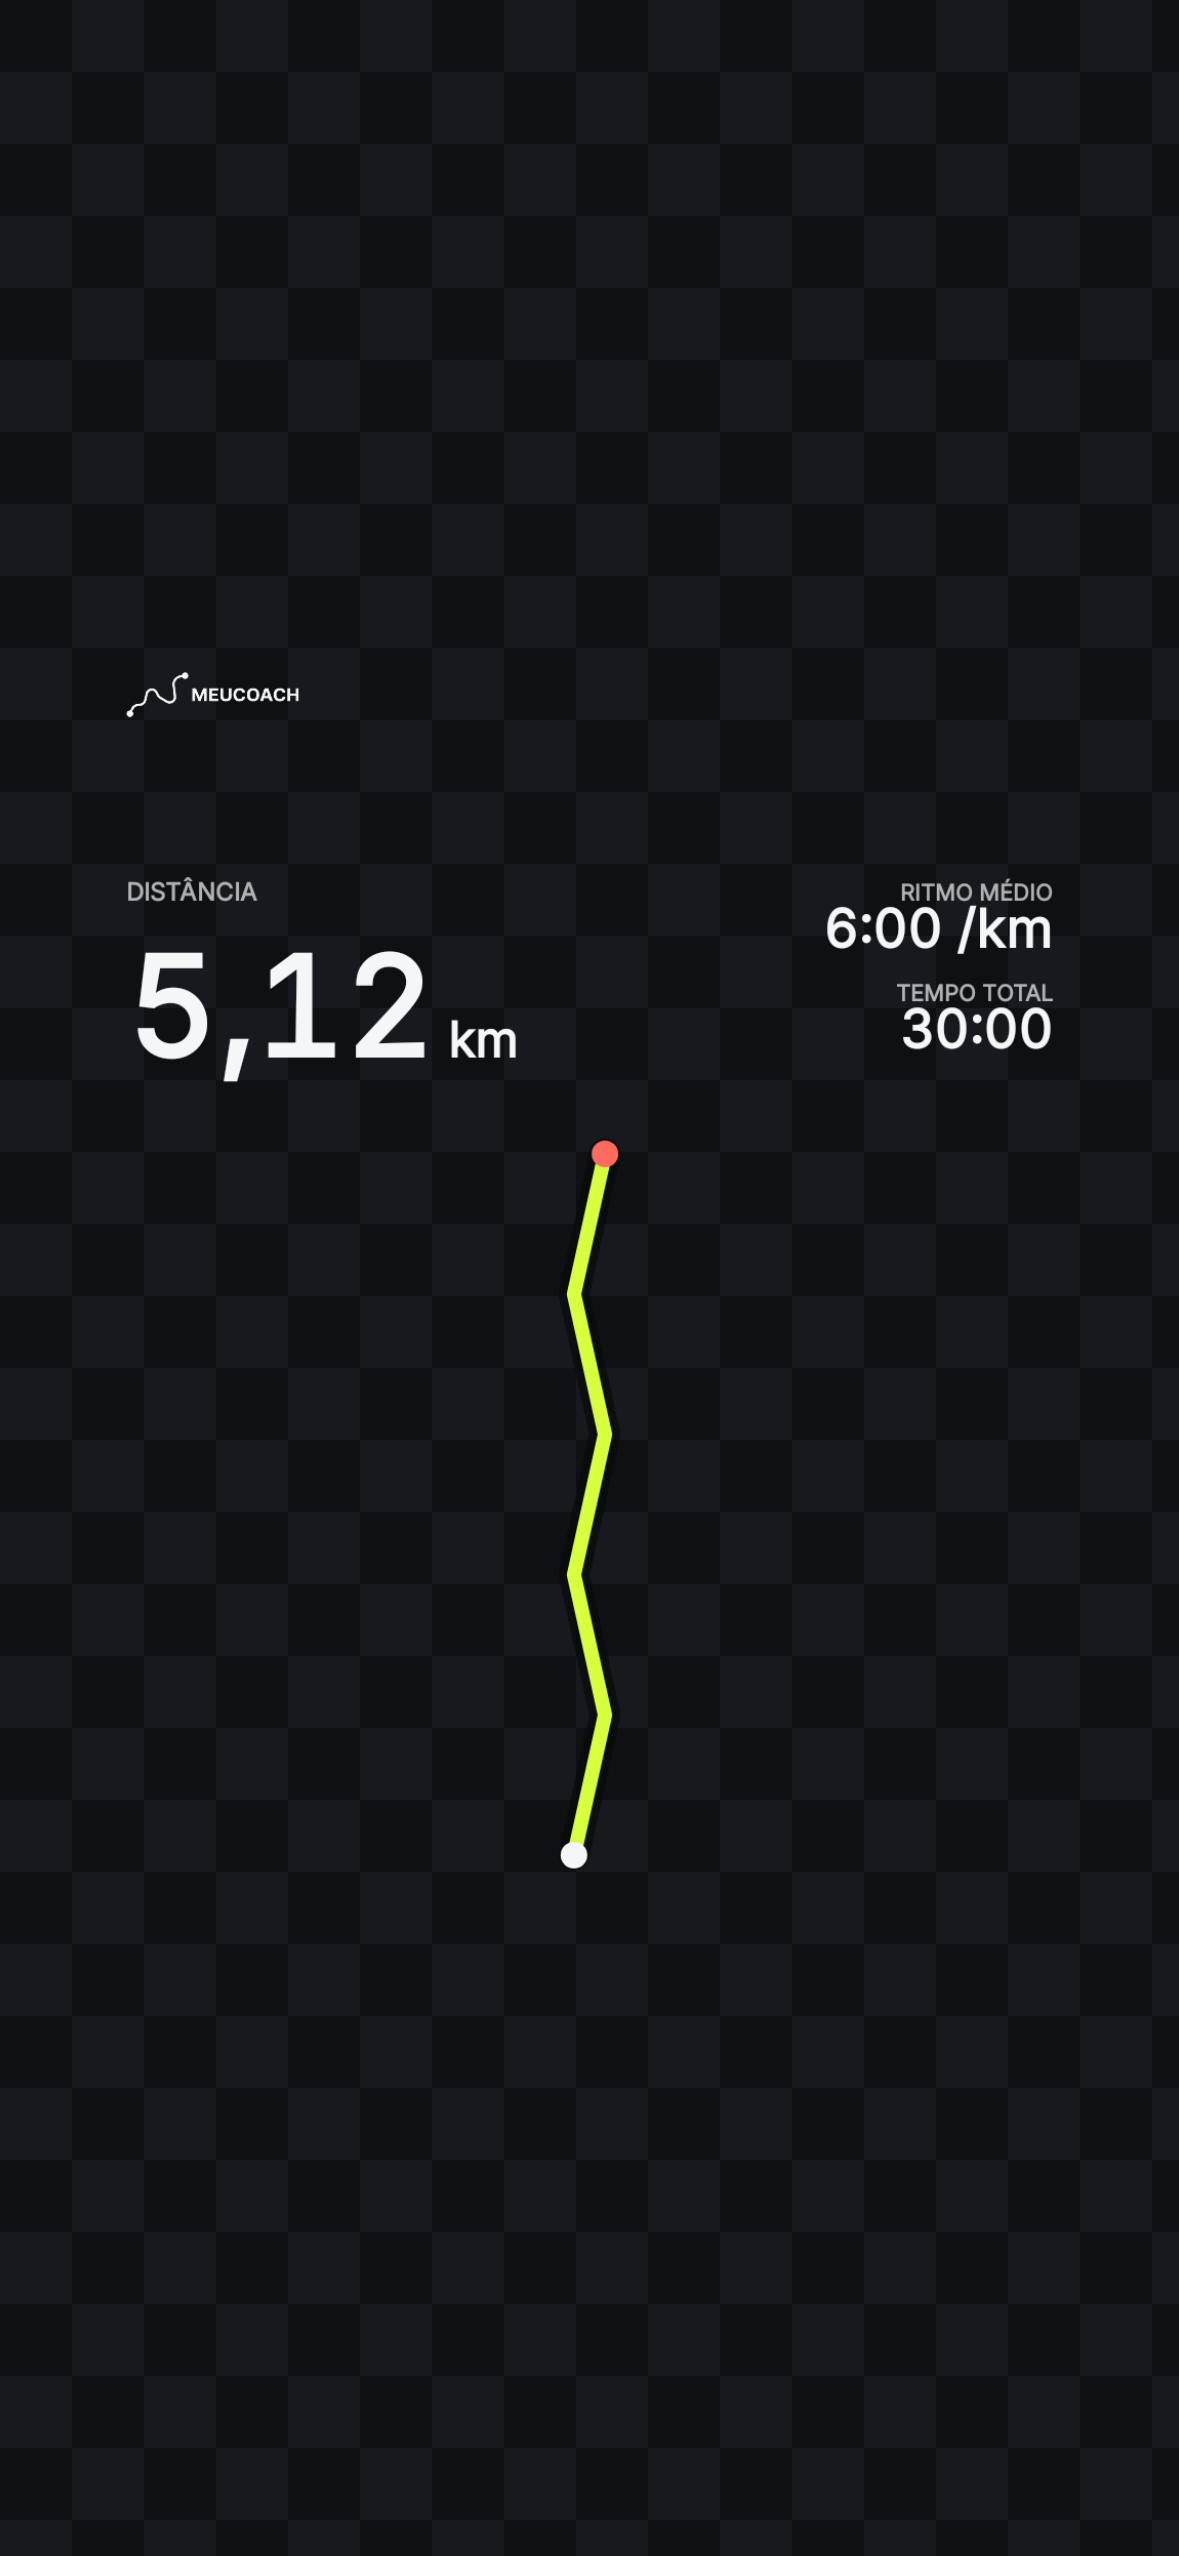 MEUCOACH
DISTÂNCIA
5,12 km
RITMO MÉDIO
6:00 /km
TEMPO TOTAL
30:00